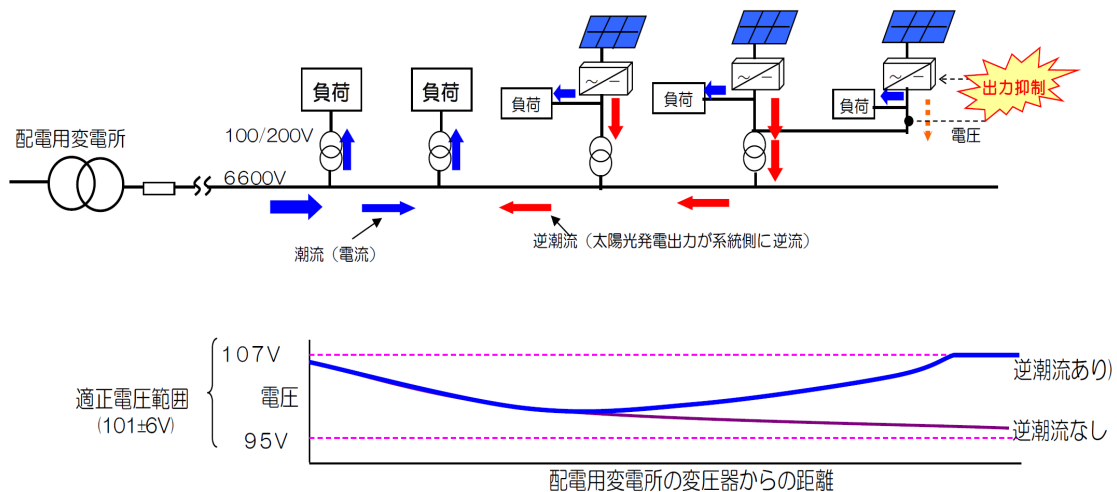 配電用変電所
負荷
負荷
負荷
負荷
負荷
出力抑制
100/200V
電圧
6600V
潮流（電流）
逆潮流（太陽光発電出力が系統側に逆流）
適正電圧範囲
(101±6V)
107V
電圧
95V
逆潮流あり)
逆潮流なし
配電用変電所の変圧器からの距離